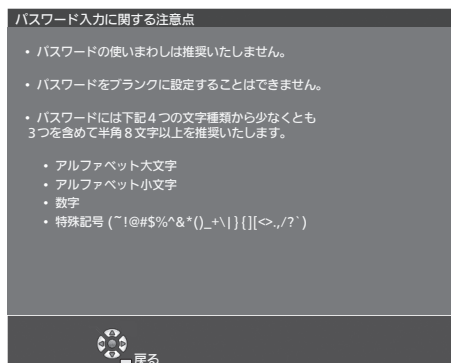 パスワード入力に関する注意点
• パスワードの使いまわしは推奨いたしません。
• パスワードをブランクに設定することはできません。
• パスワードには下記４つの文字種類から少なくとも
３つを含めて半角８文字以上を推奨いたします。
• アルファベット大文字
• アルファベット小文字
• 数字
• 特殊記号 (~!@#$%^&*()_+\|}{][<>.,/?`)
戻る